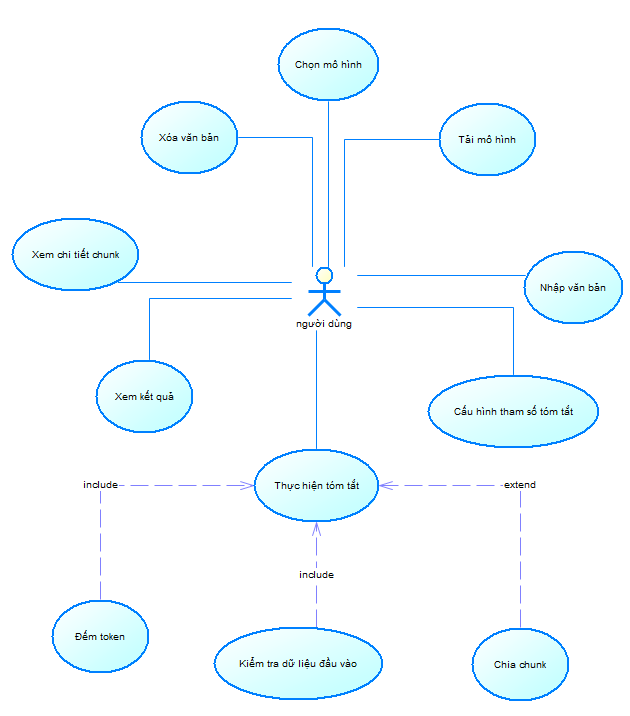 Chọn mô hình
Xóa văn bản
Tải mô hình
Xem chi tiết chunk
Nhập văn bản
người dùng
Xem kết quả
Cấu hình tham số tóm tắt
Thực hiện tóm tắt
include
extend
include
Đếm token
Kiểm tra dữ liệu đầu vào
Chia chunk